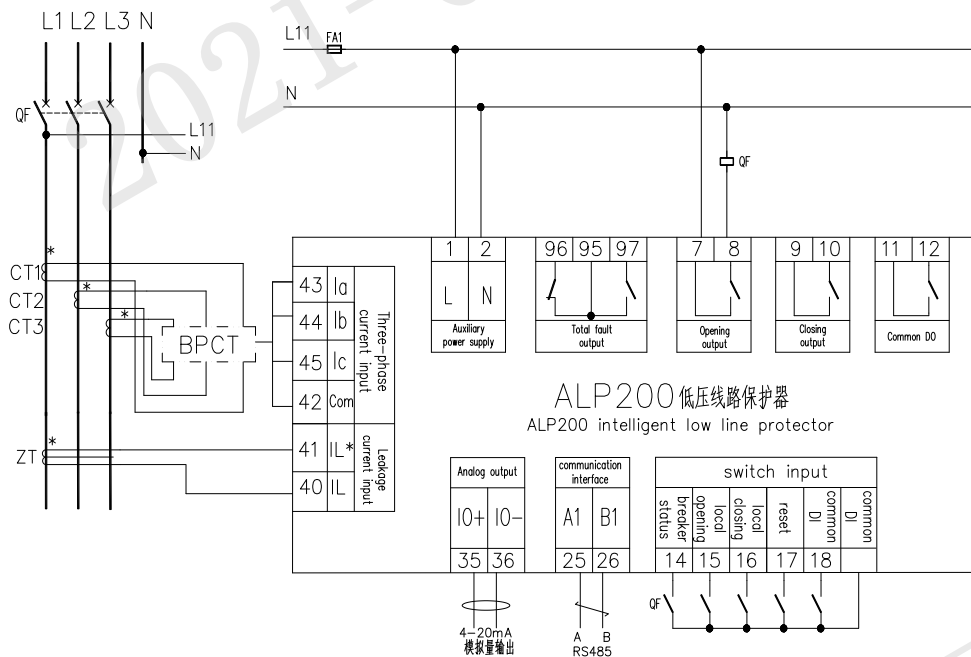 2021-
L1 L2 L3 N
QF
L11
N
L11 FA1
N
QF
CT1
*
CT2
*
CT3
*
BPCT
ZT
*
43 Ia
44 Ib
45 Ic
42 Com
Three-phase
current input
41 IL*
40 IL
Leakage
current input
1 2
L N
Auxiliary
power supply
96 95 97
Total fault
output
7 8
Opening
output
9 10
Closing
output
11 12
Common DO
ALP200低压线路保护器
ALP200 intelligent low line protector
Analog output
IO+ IO-
35 36
4-20mA
模拟量输出
communication
interface
A1 B1
25 26
A B
RS485
switch input
breaker
status
local
opening
local
closing
reset
common
DI
common
DI
14 15 16 17 18
QF